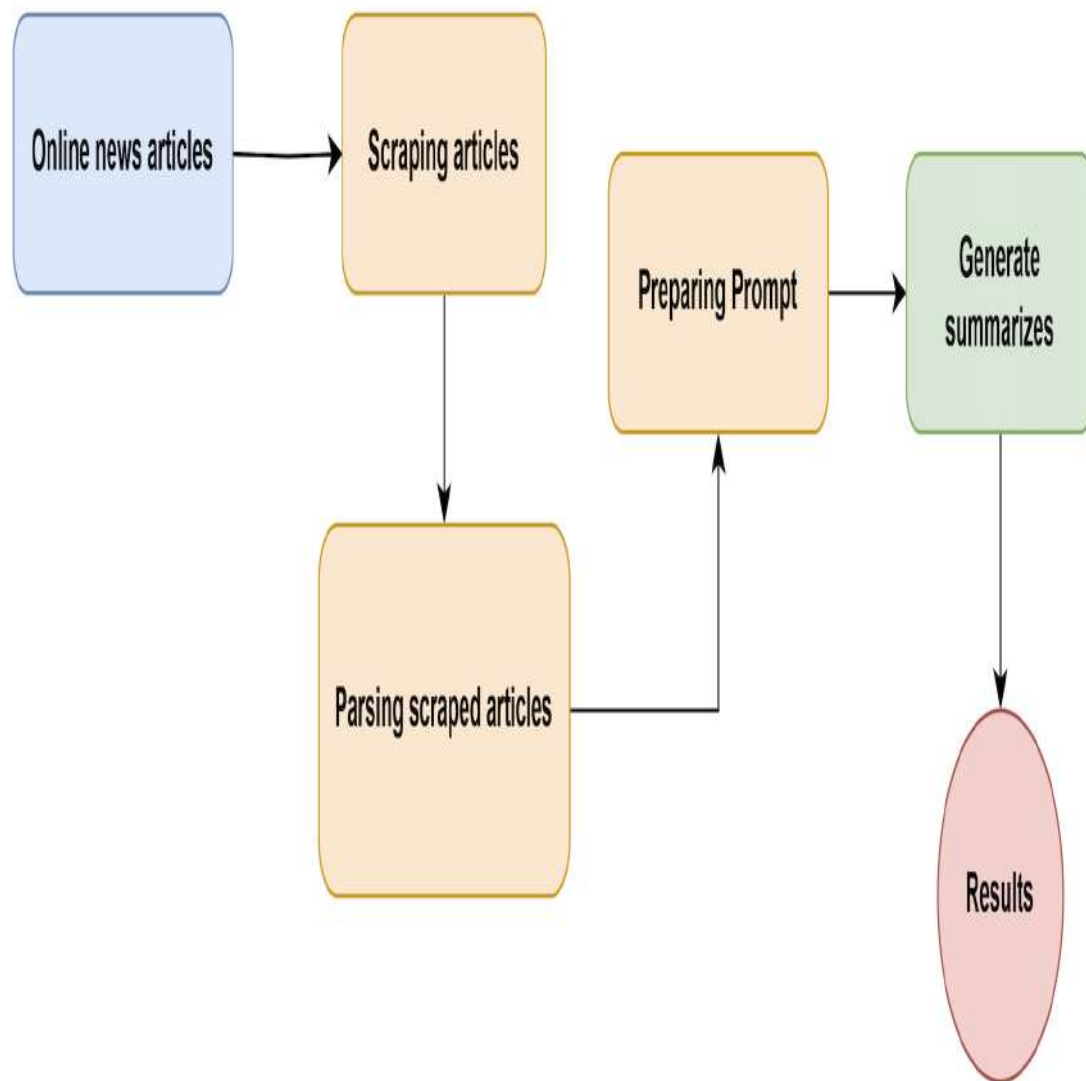 Online news articles
Scraping articles
Parsing scraped articles
Preparing Prompt
Generate
summarizes
Results